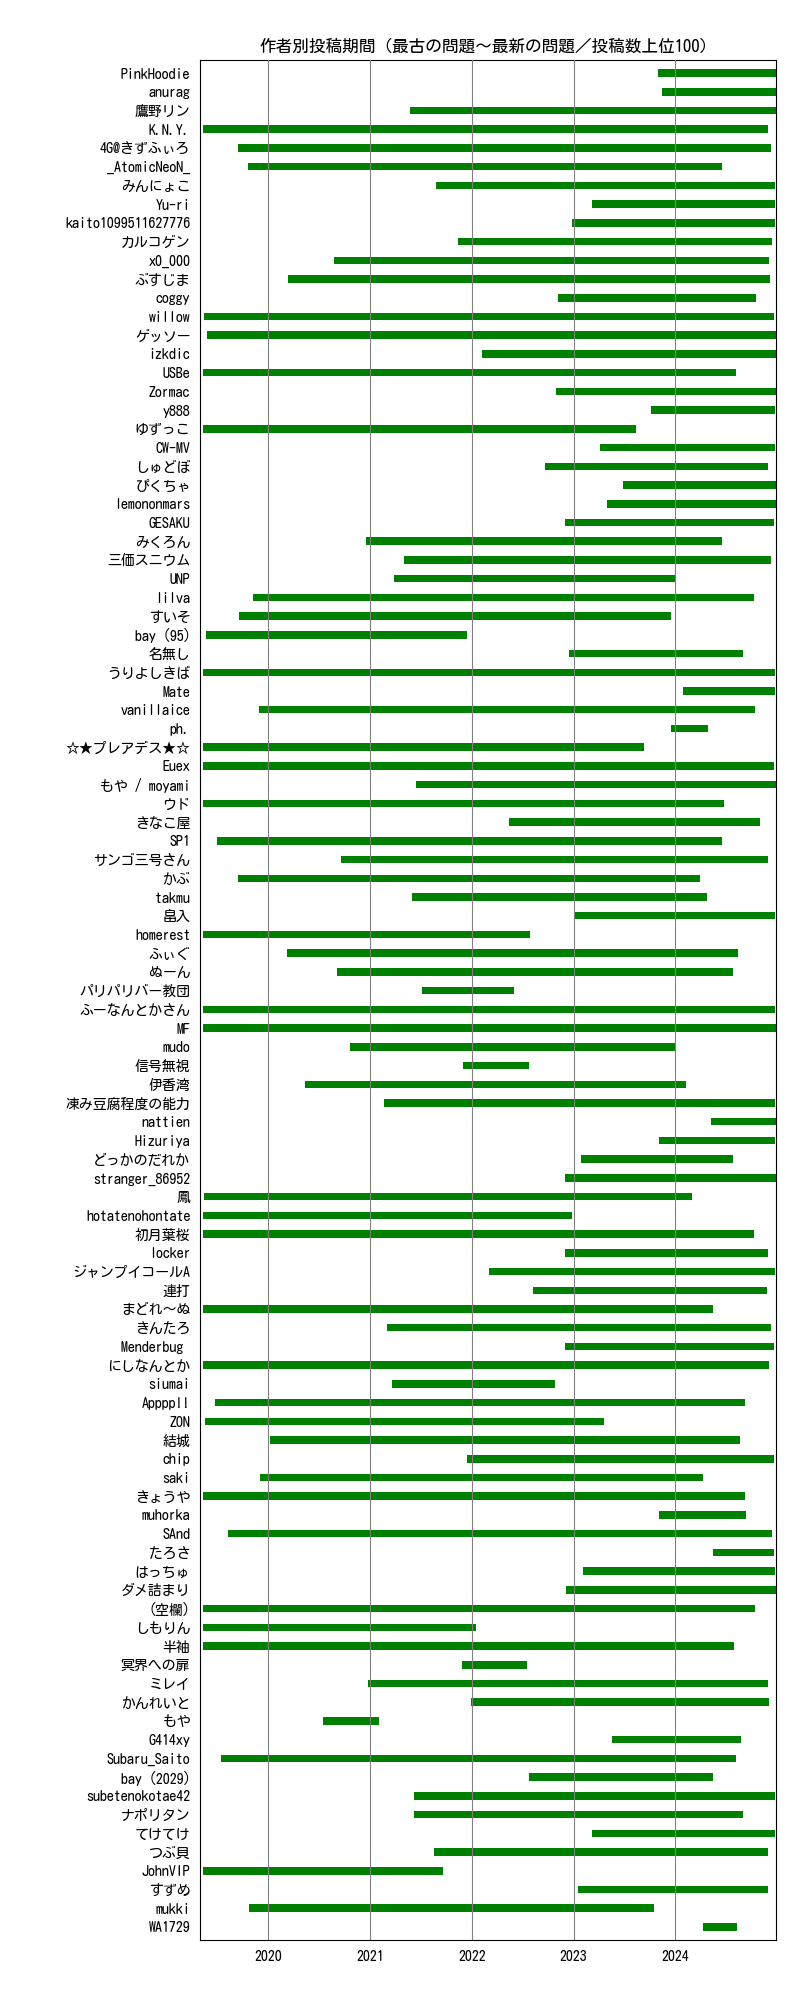 作者別投稿期間（最古の問題～最新の問題／投稿数上位100）
PinkHoodie
anurag
鷹野リン
K.N.Y.
4G@きずふぃろ
_AtomicNeoN_
みんにょこ
Yu-ri
kaito1099511627776
カルコゲン
x0_000
ぶすじま
coggy
willow
ゲッソー
izkdic
USBe
Zormac
y888
ゆずっこ
CW-MV
しゅどぼ
ぴくちゃ
lemononmars
GESAKU
みくろん
三価スニウム
UNP
lilva
すいそ
bay (95)
名無し
うりよしきば
Mate
vanillaice
ph.
☆★プレアデス★☆
Euex
もや / moyami
ウド
きなこ屋
SP1
サンゴ三号さん
かぶ
takmu
畠入
homerest
ふぃぐ
ぬーん
パリパリバー教団
ふーなんとかさん
MF
mudo
信号無視
伊香湾
凍み豆腐程度の能力
nattien
Hizuriya
どっかのだれか
stranger_86952
鳳
hotatenohontate
初月葉桜
locker
ジャンプイコールA
連打
まどれ～ぬ
きんたろ
Menderbug
にしなんとか
siumai
Appppll
ZON
結城
chip
saki
きょうや
muhorka
SAnd
たろさ
はっちゅ
ダメ詰まり
(空欄)
しもりん
半袖
冥界への扉
ミレイ
かんれいと
もや
G414xy
Subaru_Saito
bay (2029)
subetenokotae42
ナポリタン
てけてけ
つぶ貝
JohnVIP
すずめ
mukki
WA1729
2020 2021 2022 2023 2024